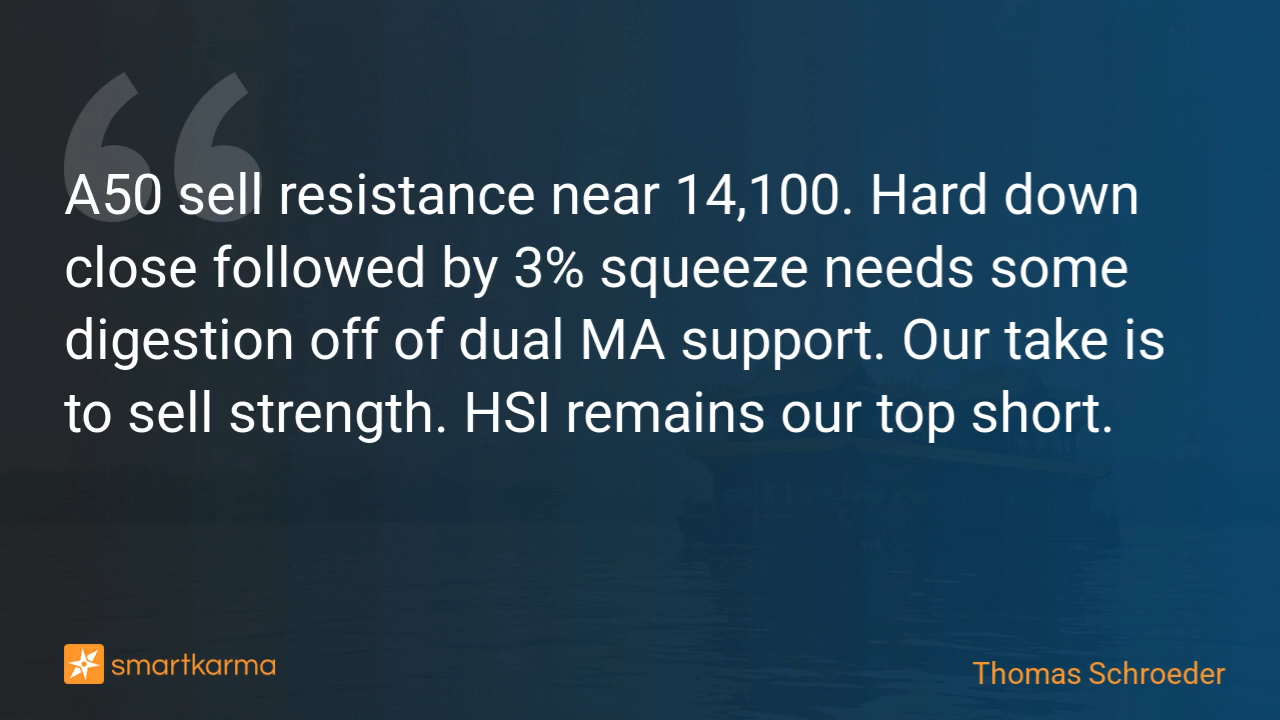 “
A50 sell resistance near 14,100. Hard down
close followed by 3% squeeze needs some
digestion off of dual MA support. Our take is
to sell strength. HSI remains our top short.
smartkarma
Thomas Schroeder